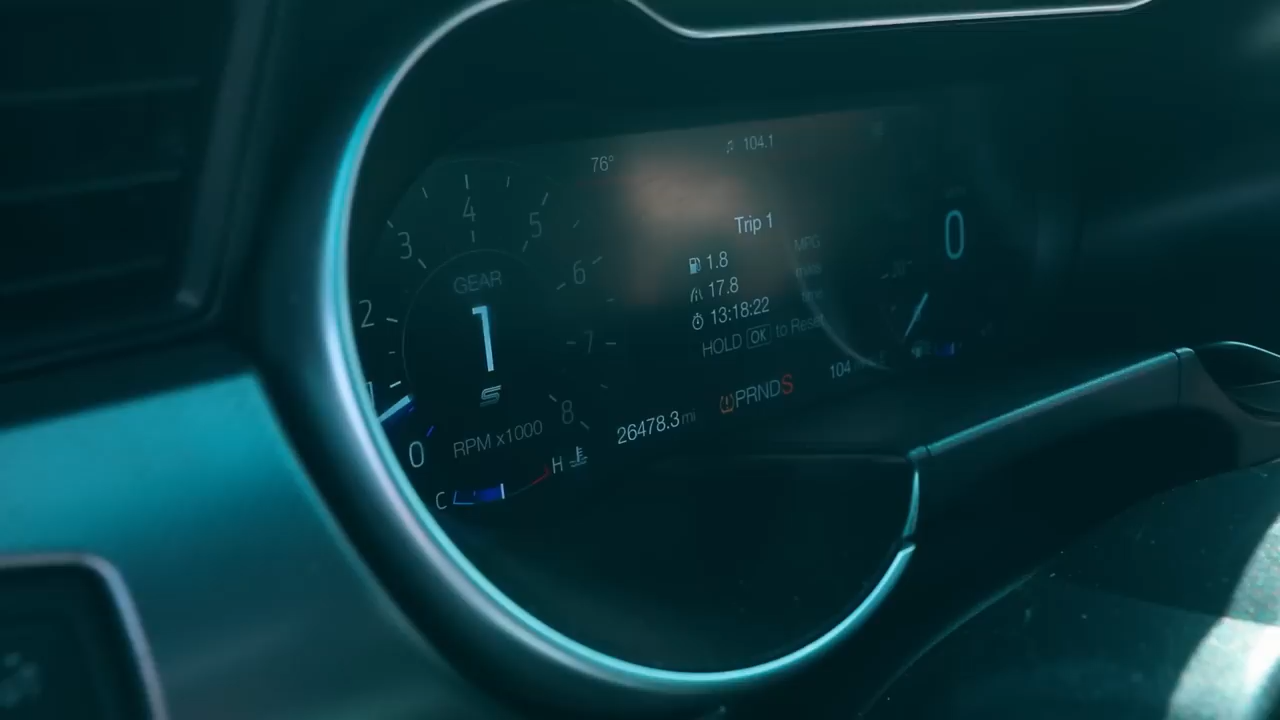 76°
104.1
4
5
3
6
2
7
8
1
0
GEAR
1
S
RPM x1000
C
H
Trip 1
1.8 MPG
17.8
13:18:22
HOLD OK to Reset
26478.3 mi
PRNDS
104
0